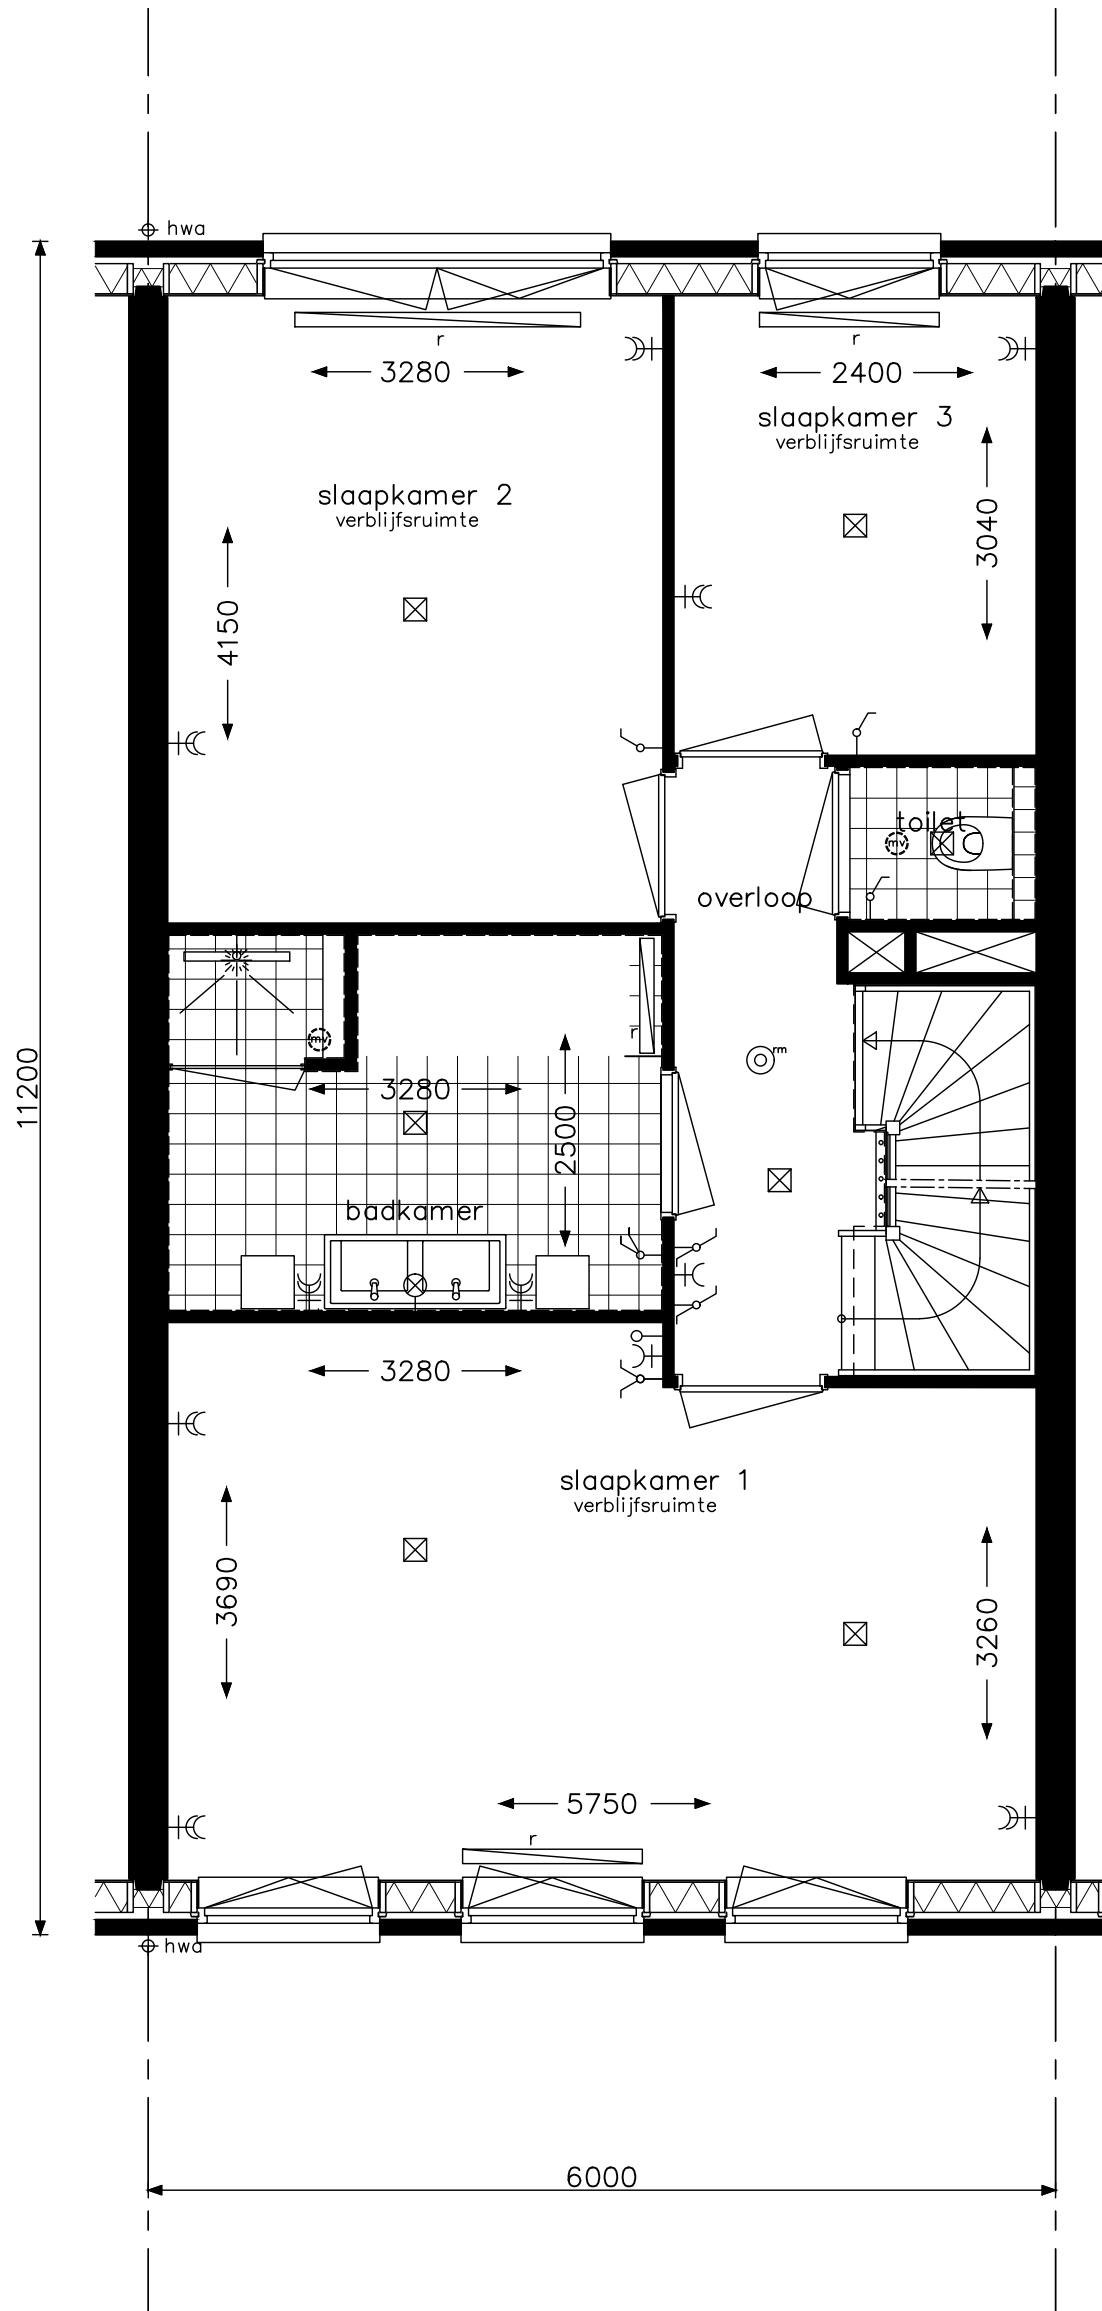 hwa
r
r
3280
2400
slaapkamer 3
verblijfsruimte
slaapkamer 2
verblijfsruimte
3040
4150
toilet
mv
overloop
r
mv
rm
3280
11200
2500
badkamer
3280
slaapkamer 1
verblijfsruimte
3690
3260
5750
r
hwa
6000